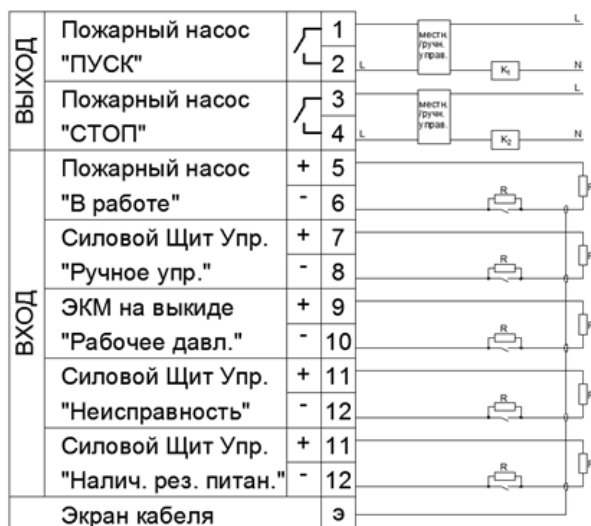 ВЫХОД
Пожарный насос 1 L
"ПУСК" 2 L местн. /ручн. управ. K1 N
Пожарный насос 3 L
"СТОП" 4 L местн. /ручн. управ. K2 N
ВХОД
Пожарный насос + 5
"В работе" - 6 R R
Силовой Щит Упр. + 7
"Ручное упр." - 8 R R
ЭКМ на выкиде + 9
"Рабочее давл." - 10 R R
Силовой Щит Упр. + 11
"Неисправность" - 12 R R
Силовой Щит Упр. + 11
"Налич. рез. питан." - 12 R R
Экран кабеля э